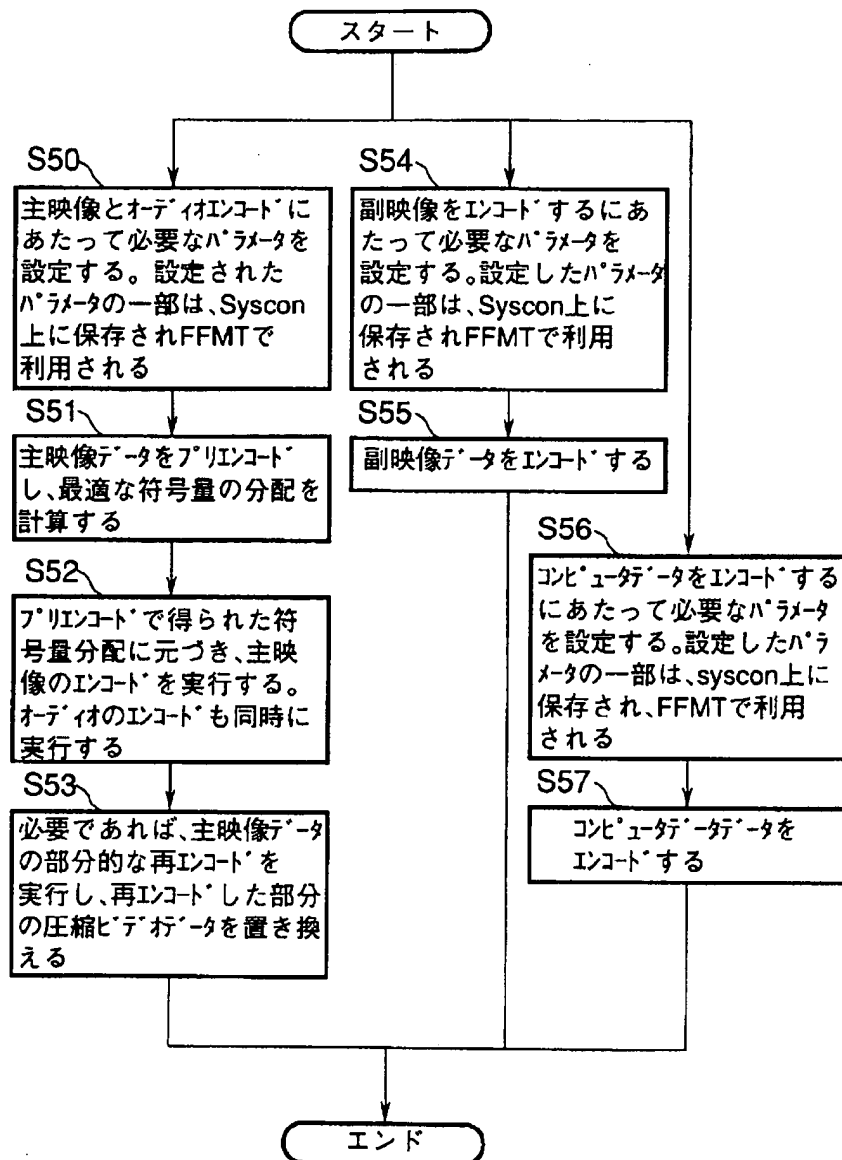 スタート
S50
主映像とオーディオエンコードに
あたって必要なパラメータを
設定する。設定された
パラメータの一部は、Syscon
上に保存されFFMTで
利用される
S51
主映像データをプリエンコード
し、最適な符号量の分配を
計算する
S52
プリエンコードで得られた符
号量分配に元づき、主映
像のエンコードを実行する。
オーディオのエンコードも同時に
実行する
S53
必要であれば、主映像データ
の部分的な再エンコードを
実行し、再エンコードした部分
の圧縮ビデオデータを置き換
える
S54
副映像をエンコードするにあ
たって必要なパラメータを
設定する。設定したパラメータ
の一部は、Syscon上に
保存されFFMTで利用
される
S55
副映像データをエンコードする
S56
コンピュータデータをエンコードする
にあたって必要なパラメータ
を設定する。設定したパラ
メータの一部は、syscon上に
保存され、FFMTで利用
される
S57
コンピュータデータデータを
エンコードする
エンド